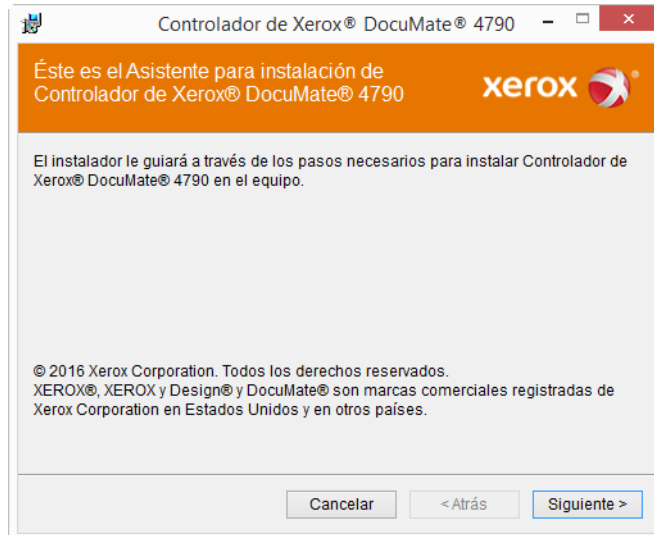 Controlador de Xerox® DocuMate® 4790
Éste es el Asistente para instalación de
Controlador de Xerox® DocuMate® 4790
xerox
El instalador le guiará a través de los pasos necesarios para instalar Controlador de
Xerox® DocuMate® 4790 en el equipo.
© 2016 Xerox Corporation. Todos los derechos reservados.
XEROX®, XEROX y Design® y DocuMate® son marcas comerciales registradas de
Xerox Corporation en Estados Unidos y en otros países.
Cancelar
< Atrás
Siguiente >